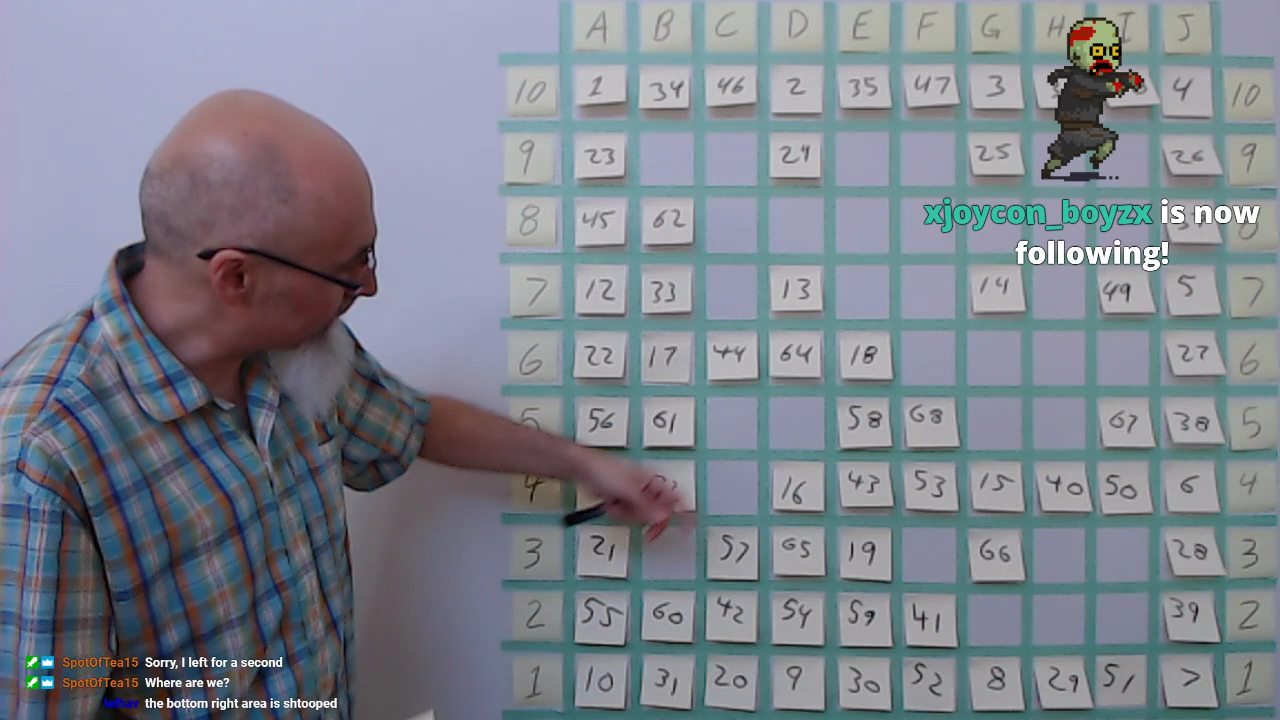 A B C D E F G H I J
10 1 34 46 2 35 47 3 4 10
9 23 24 25 26 9
8 45 62
7 12 33 13 14 49 5 7
6 22 17 44 64 18 27 6
5 56 61 58 68 67 38 5
4 16 43 53 15 40 50 6 4
3 21 57 65 19 66 28 3
2 55 60 42 54 59 41 39 2
1 10 31 20 9 30 52 8 29 51 7 1
xjoycon_boyzx is now
following!
SpotOfTea15 Sorry, I left for a second
SpotOfTea15 Where are we?
the bottom right area is shtooped